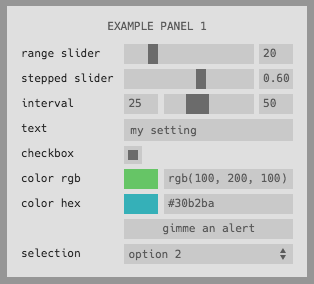 EXAMPLE PANEL 1
range slider 20
stepped slider 0.60
interval 25 50
text my setting
checkbox
color rgb rgb(100, 200, 100)
color hex #30b2ba
gimme an alert
selection option 2